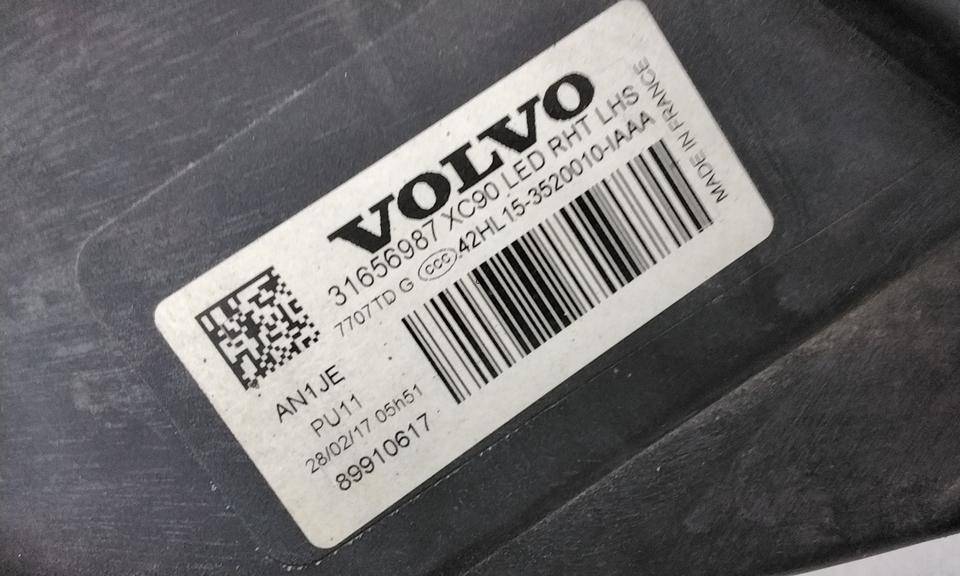 VOLVO
31656987 XC90 LED RHT LHS
7707TD G CCC 42HL15-3520010-IAAA
MADE IN FRANCE
AN1JE
PU11
28/02/17 05h51
89910617